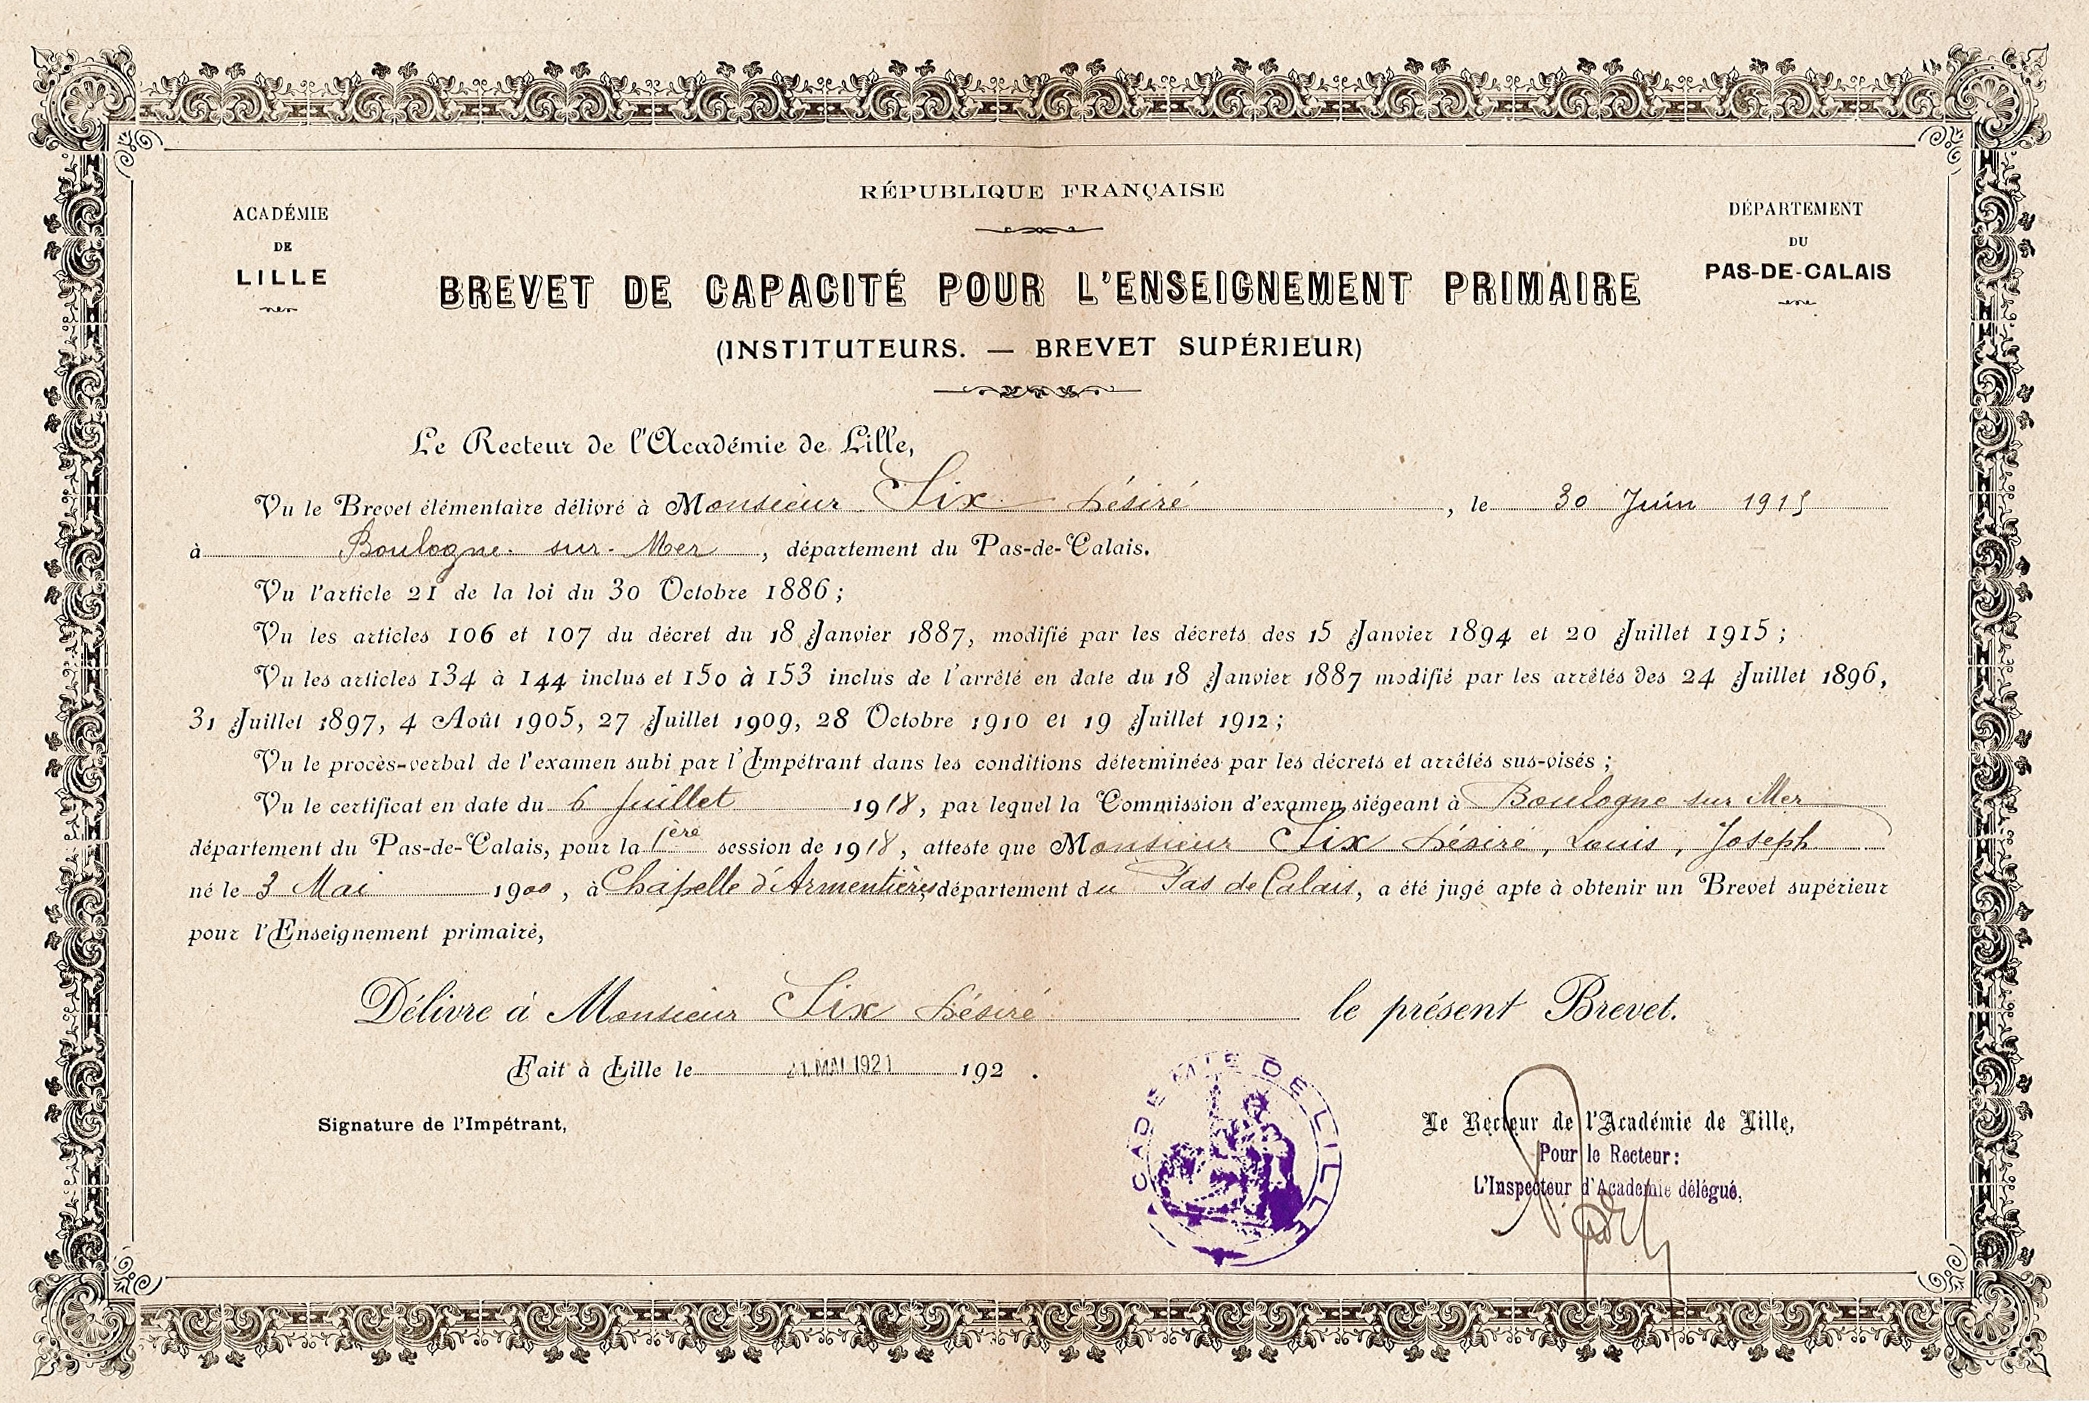 RÉPUBLIQUE FRANÇAISE
ACADÉMIE
DE
LILLE
DÉPARTEMENT
DU
PAS-DE-CALAIS
BREVET DE CAPACITÉ POUR L'ENSEIGNEMENT PRIMAIRE
(INSTITUTEURS. — BREVET SUPÉRIEUR)
Le Recteur de l'Académie de Lille,
Vu le Brevet élémentaire délivré à Monsieur Six Désiré, le 30 Juin 1915
à Boulogne-sur-Mer, département du Pas-de-Calais.
Vu l'article 21 de la loi du 30 Octobre 1886;
Vu les articles 106 et 107 du décret du 18 Janvier 1887, modifié par les décrets des 15 Janvier 1894 et 20 Juillet 1915;
Vu les articles 134 à 144 inclus et 150 à 153 inclus de l'arrêté en date du 18 Janvier 1887 modifié par les arrêtés des 24 Juillet 1896,
31 Juillet 1897, 4 Août 1905, 27 Juillet 1909, 28 Octobre 1910 et 19 Juillet 1912;
Vu le procès-verbal de l'examen subi par l'Impétrant dans les conditions déterminées par les décrets et arrêtés sus-visés;
Vu le certificat en date du 6 Juillet 1918, par lequel la Commission d'examen siégeant à Boulogne sur Mer
département du Pas-de-Calais, pour la 1ère session de 1918, atteste que Monsieur Six Désiré, Louis, Joseph
né le 3 Mai 1900, à Chapelle d'Armentières, département du Pas de Calais, a été jugé apte à obtenir un Brevet supérieur
pour l'Enseignement primaire,
Délivre à Monsieur Six Désiré le présent Brevet.
Fait à Lille le 21 MAI 1921 192 .
Signature de l'Impétrant,
ACADEMIE DE LILLE
Le Recteur de l'Académie de Lille,
Pour le Recteur:
L'Inspecteur d'Academie délégué,